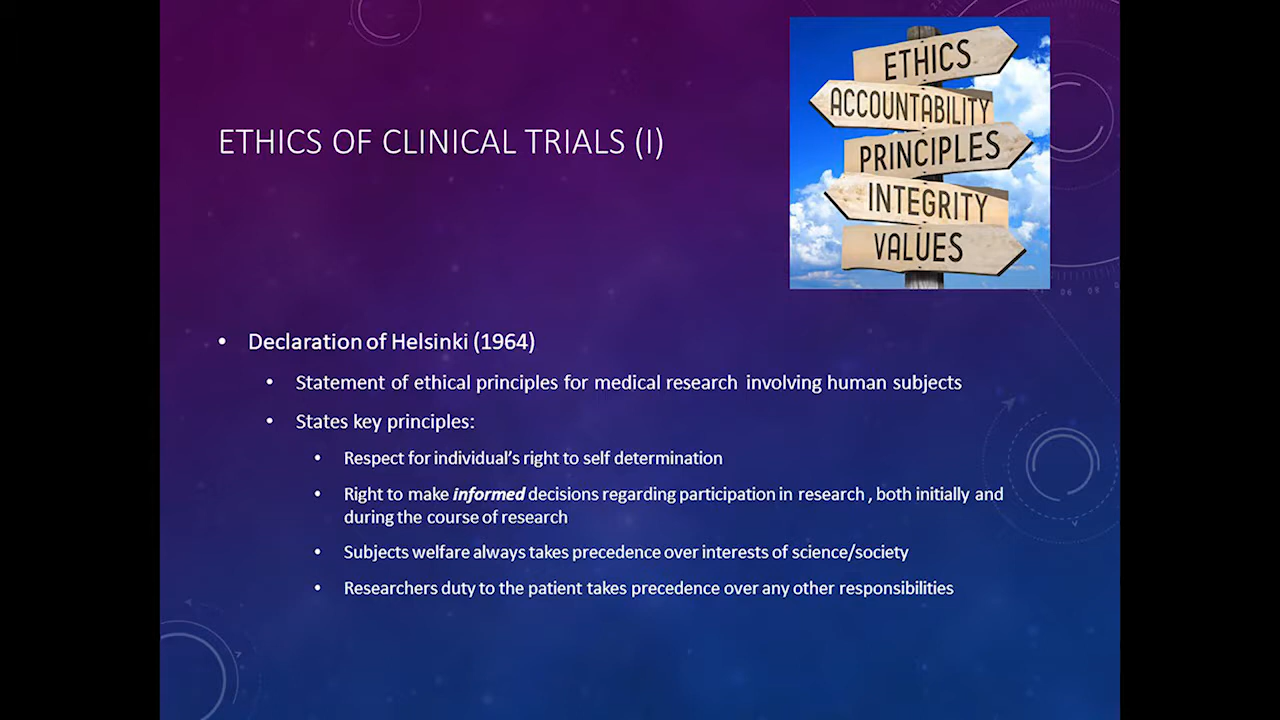 ETHICS OF CLINICAL TRIALS (I)
ETHICS
ACCOUNTABILITY
PRINCIPLES
INTEGRITY
VALUES
• Declaration of Helsinki (1964)
• Statement of ethical principles for medical research involving human subjects
• States key principles:
• Respect for individual's right to self determination
• Right to make informed decisions regarding participation in research , both initially and
during the course of research
• Subjects welfare always takes precedence over interests of science/society
• Researchers duty to the patient takes precedence over any other responsibilities